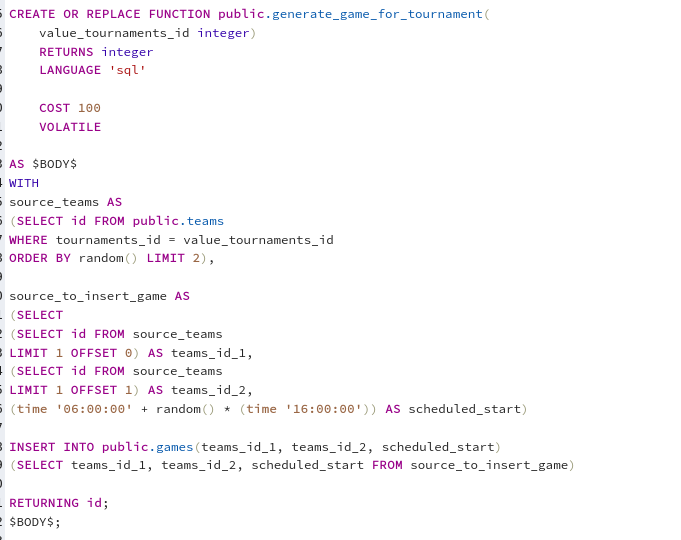 CREATE OR REPLACE FUNCTION public.generate_game_for_tournament(
    value_tournaments_id integer)
    RETURNS integer
    LANGUAGE 'sql'

    COST 100
    VOLATILE

AS $BODY$
WITH
source_teams AS
(SELECT id FROM public.teams
WHERE tournaments_id = value_tournaments_id
ORDER BY random() LIMIT 2),

source_to_insert_game AS
(SELECT
(SELECT id FROM source_teams
LIMIT 1 OFFSET 0) AS teams_id_1,
(SELECT id FROM source_teams
LIMIT 1 OFFSET 1) AS teams_id_2,
(time '06:00:00' + random() * (time '16:00:00')) AS scheduled_start)

INSERT INTO public.games(teams_id_1, teams_id_2, scheduled_start)
(SELECT teams_id_1, teams_id_2, scheduled_start FROM source_to_insert_game)

RETURNING id;
$BODY$;